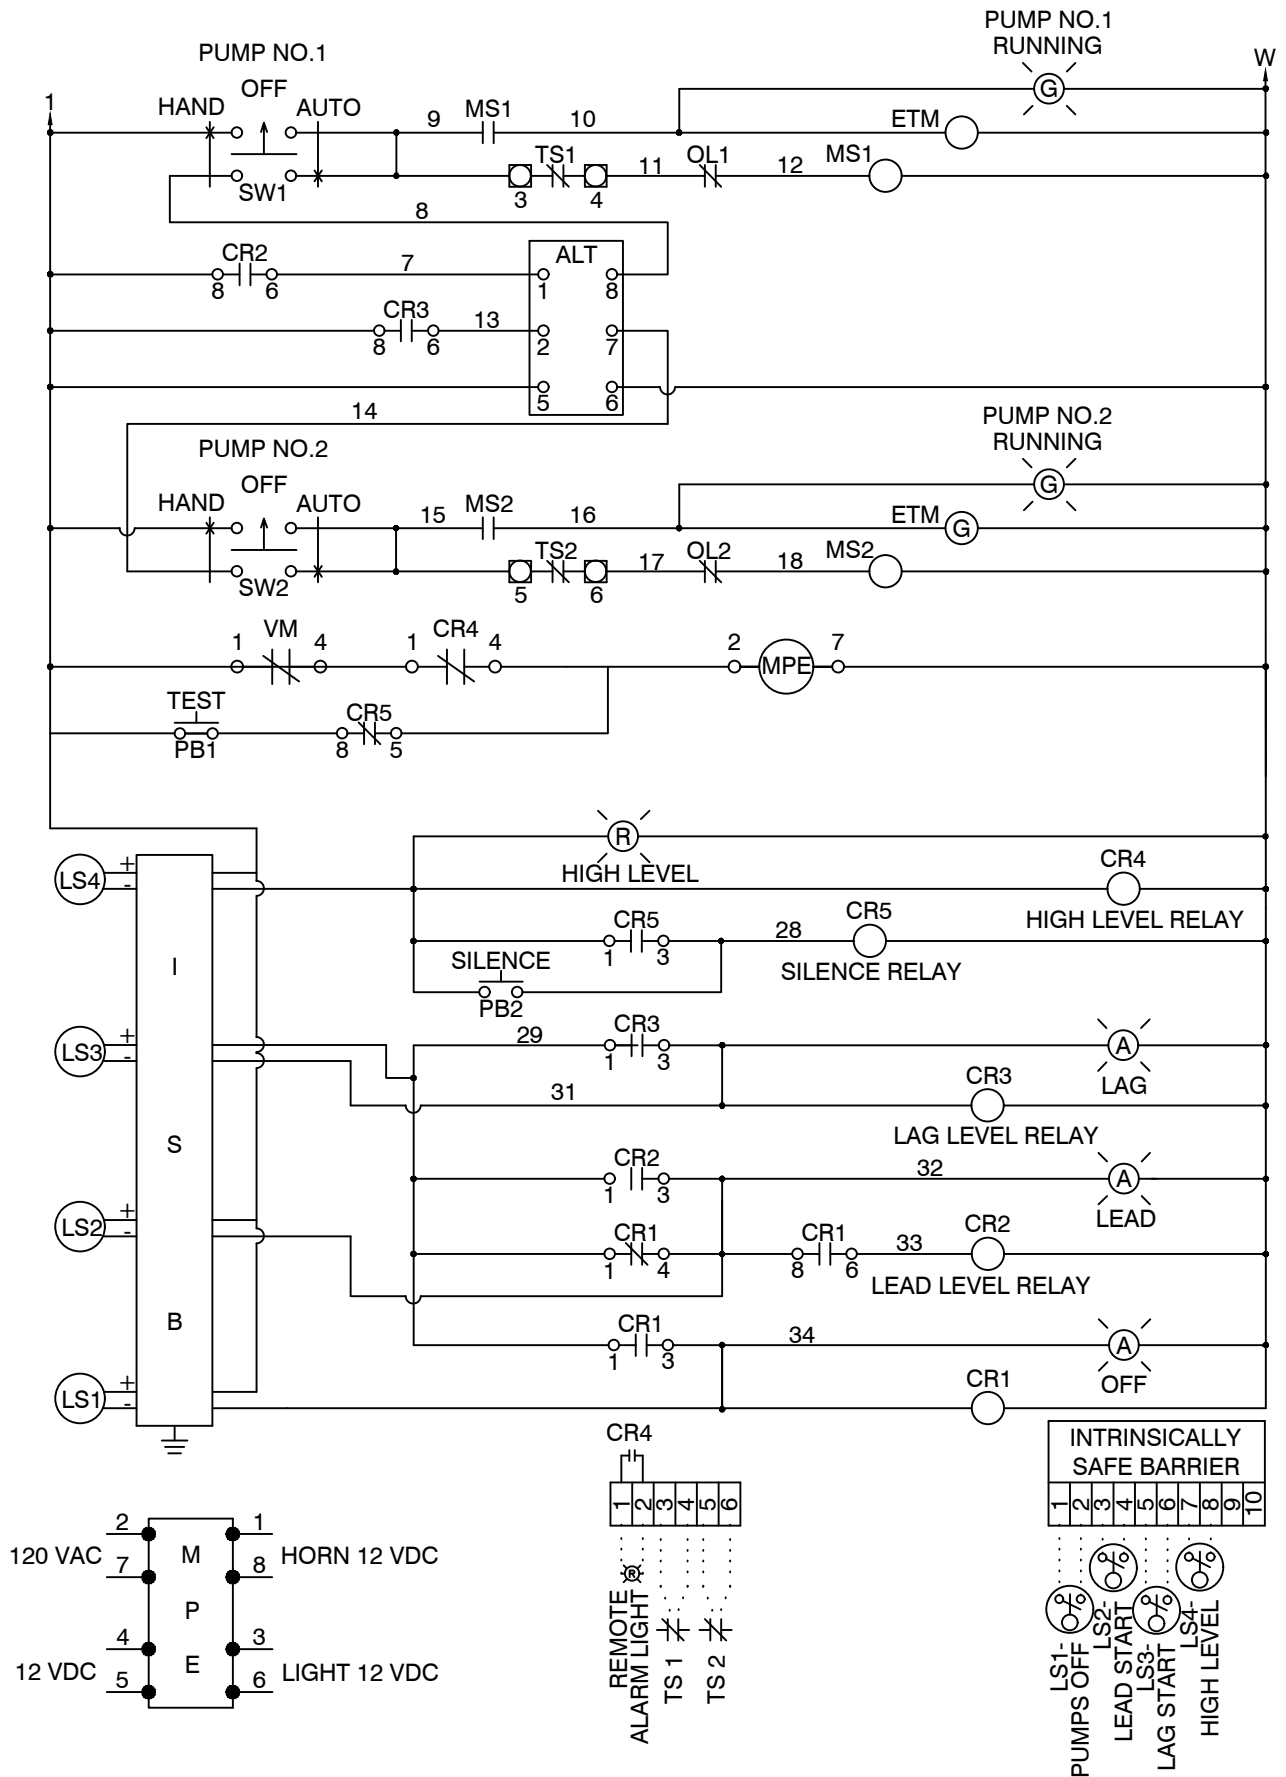 PUMP NO.1
RUNNING
W
PUMP NO.1
OFF
G
1
HAND
AUTO
9
MS1
10
ETM
TS1
11
OL1
12
MS1
SW1
3
4
8
ALT
CR2
7
8
6
1
8
CR3
13
8
6
2
7
5
6
14
PUMP NO.2
RUNNING
PUMP NO.2
OFF
G
HAND
AUTO
15
MS2
16
ETM
G
TS2
17
OL2
18
MS2
SW2
5
6
1
VM
4
1
CR4
4
2
MPE
7
TEST
CR5
PB1
8
5
R
HIGH LEVEL
CR4
LS4
+
-
HIGH LEVEL RELAY
CR5
28
CR5
1
3
SILENCE RELAY
I
SILENCE
PB2
29
CR3
1
3
A
LAG
LS3
+
-
31
CR3
LAG LEVEL RELAY
S
CR2
32
1
3
A
LEAD
LS2
+
-
CR1
CR1
33
CR2
1
4
8
6
LEAD LEVEL RELAY
B
CR1
34
1
3
A
OFF
LS1
+
-
CR1
CR4
1 2 3 4 5 6
REMOTE
ALARM LIGHT
R
TS 1
TS 2
INTRINSICALLY
SAFE BARRIER
1 2 3 4 5 6 7 8 9 10
LS1-
PUMPS OFF
LS2-
LEAD START
LS3-
LAG START
LS4-
HIGH LEVEL
2
1
120 VAC
M
HORN 12 VDC
7
8
P
4
3
12 VDC
E
LIGHT 12 VDC
5
6